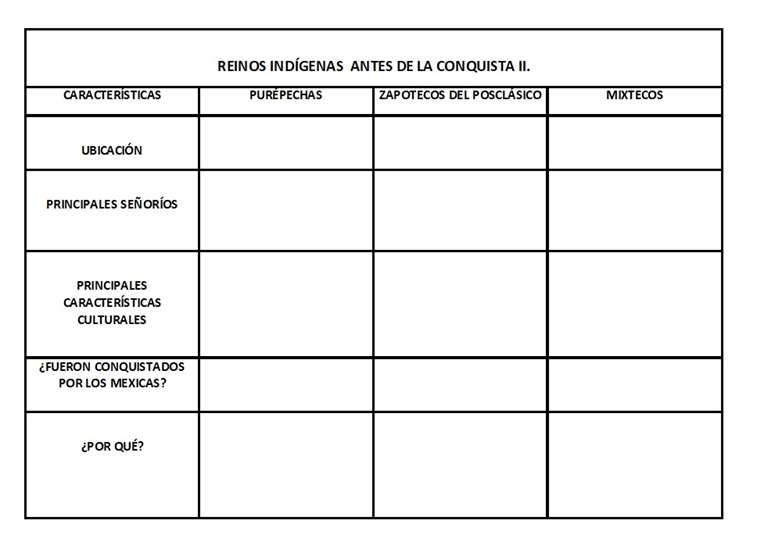 REINOS INDÍGENAS ANTES DE LA CONQUISTA II.
CARACTERÍSTICAS PURÉPECHAS ZAPOTECOS DEL POSCLÁSICO MIXTECOS
UBICACIÓN
PRINCIPALES SEÑORÍOS
PRINCIPALES
CARACTERÍSTICAS
CULTURALES
¿FUERON CONQUISTADOS
POR LOS MEXICAS?
¿POR QUÉ?